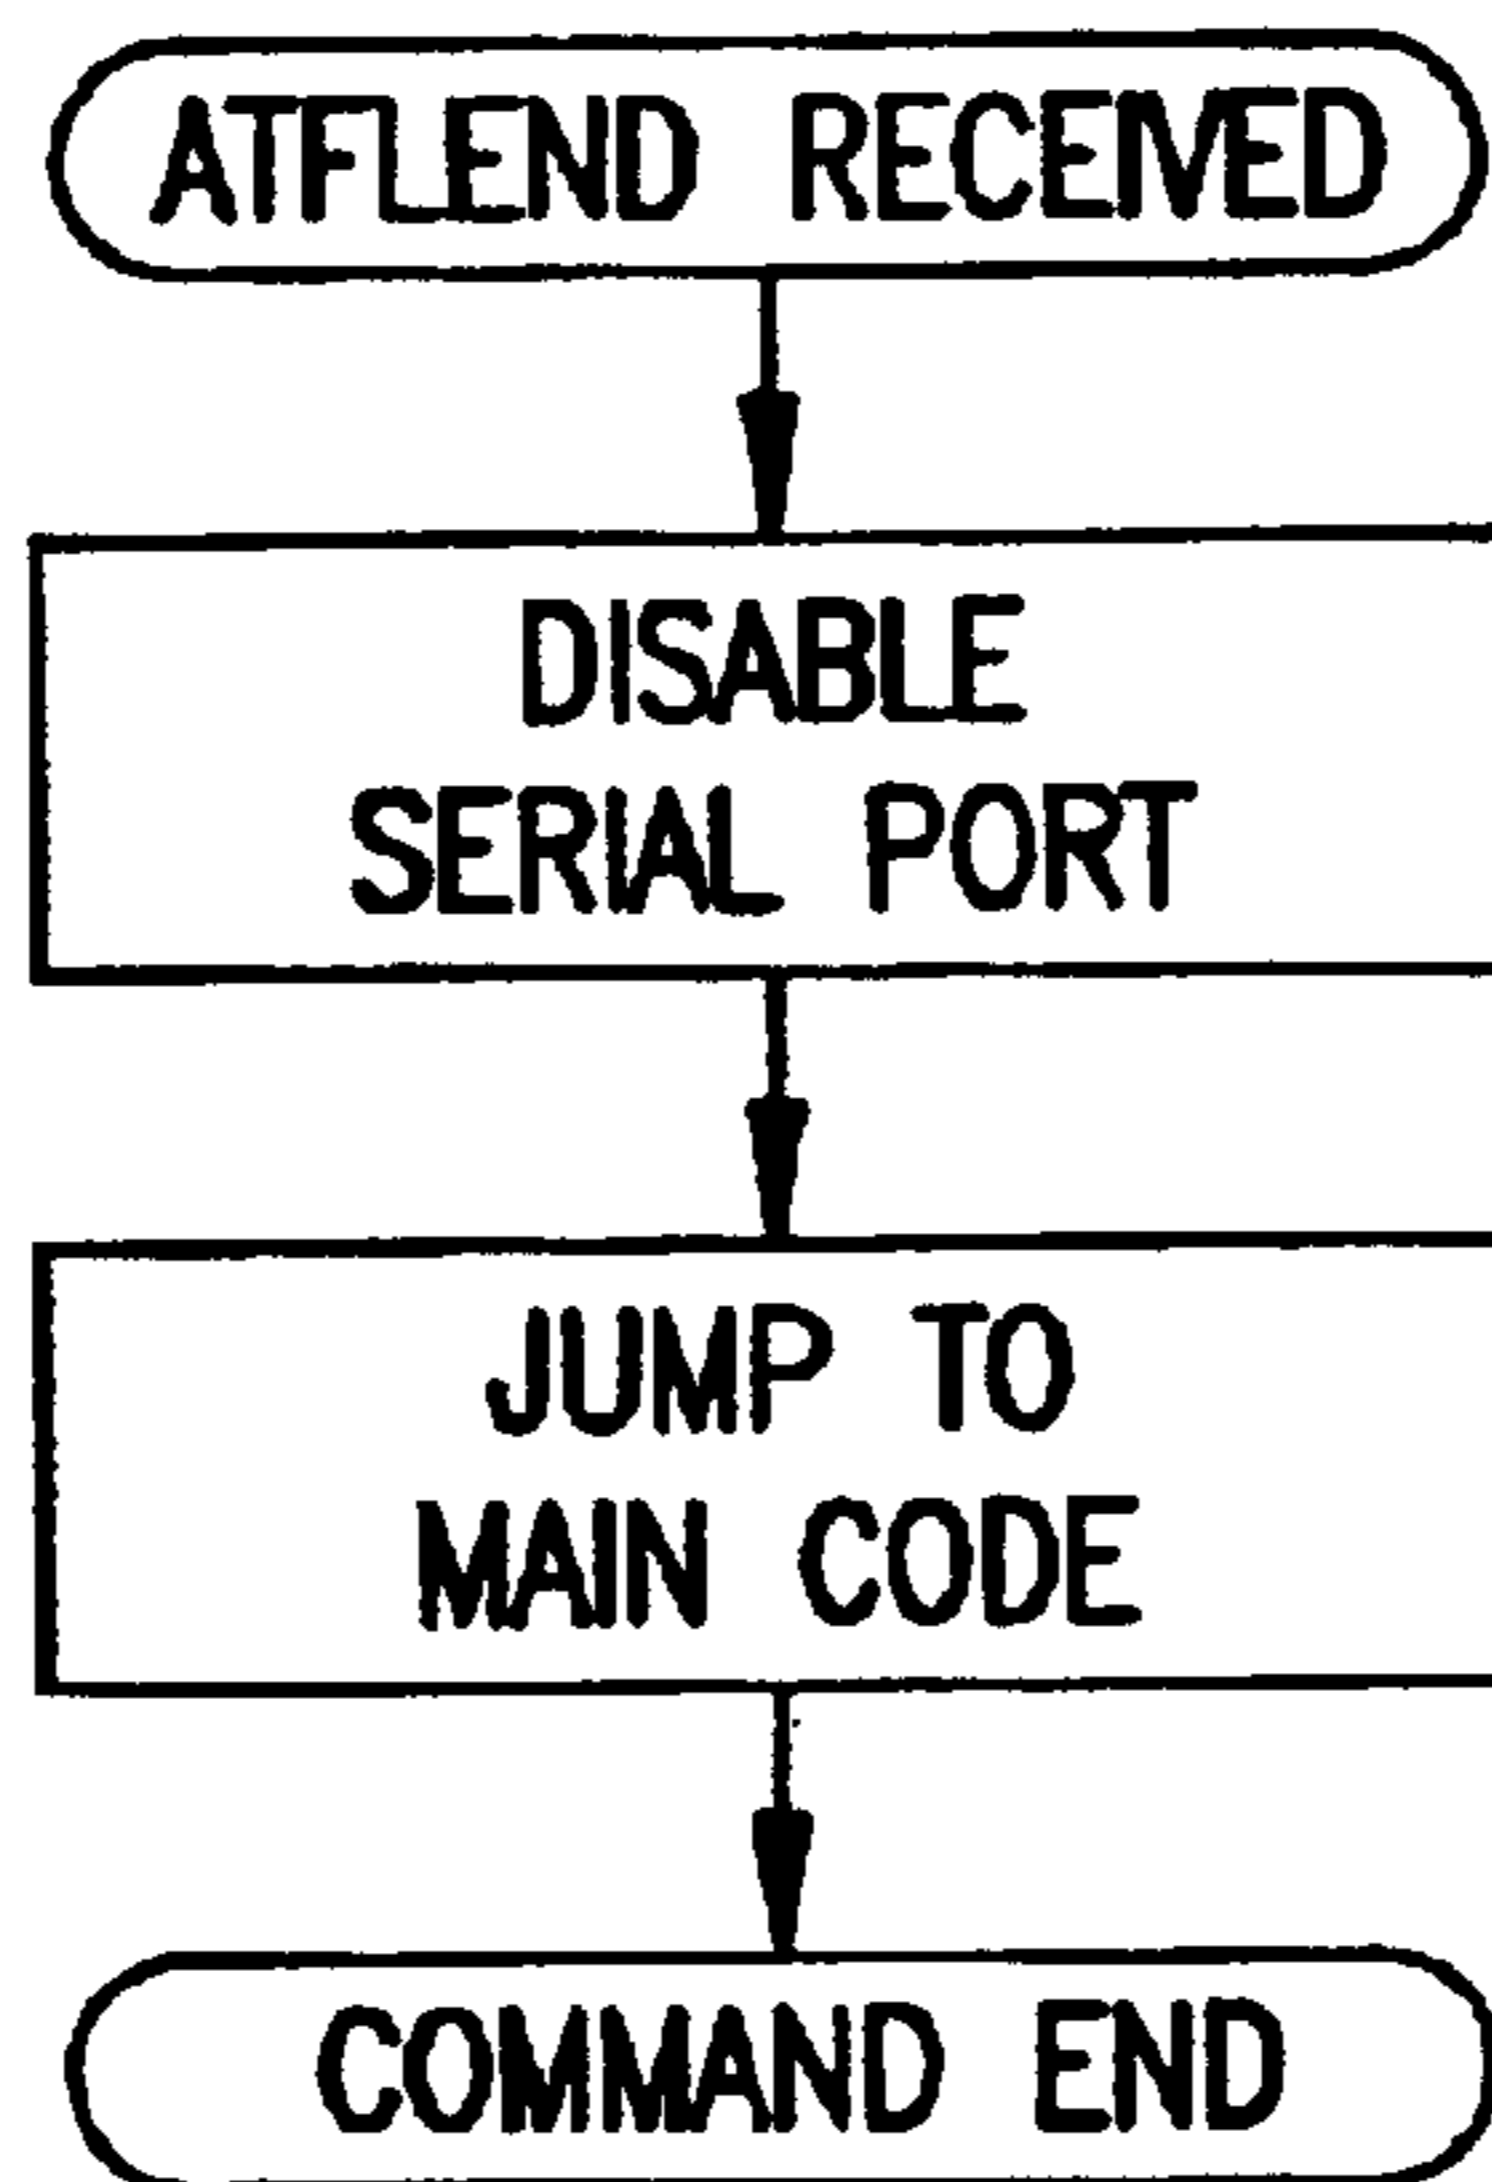 ATFLEND RECEIVED
DISABLE
SERIAL PORT
JUMP TO
MAIN CODE
COMMAND END